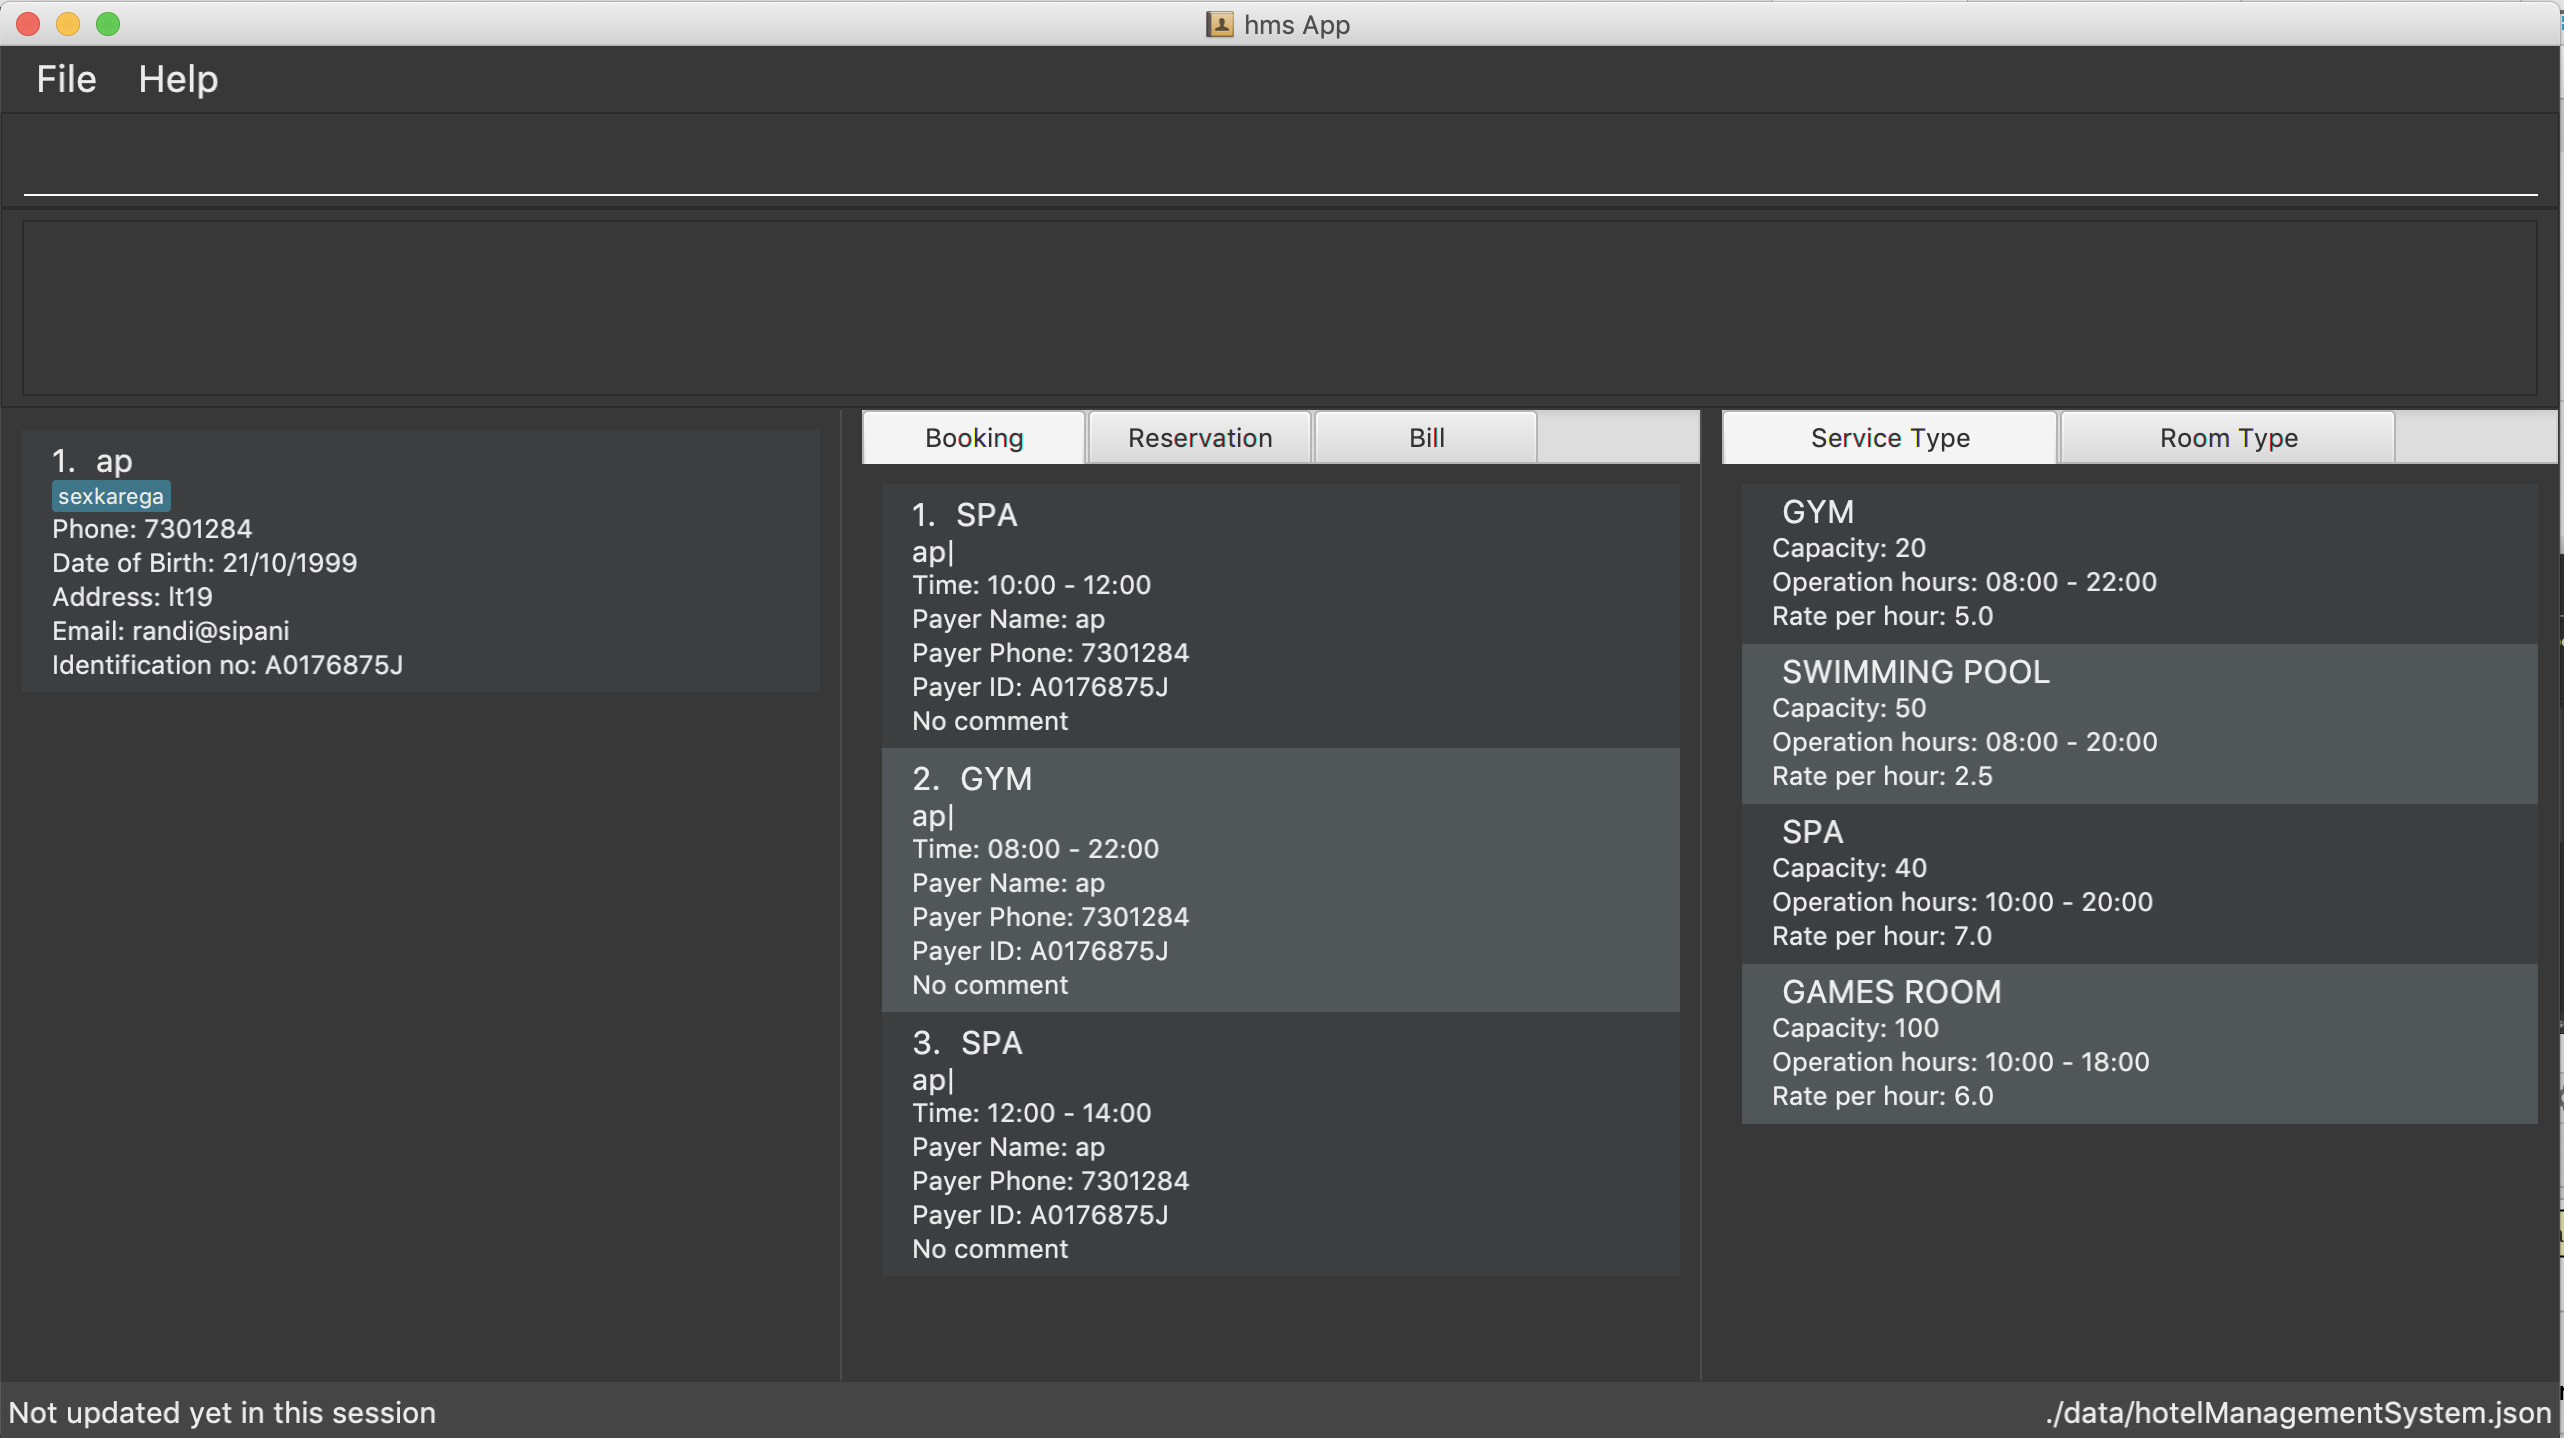 hms App
File Help
1. ap
sexkarega
Phone: 7301284
Date of Birth: 21/10/1999
Address: lt19
Email: randi@sipani
Identification no: A0176875J
Booking Reservation Bill
1. SPA
ap|
Time: 10:00 - 12:00
Payer Name: ap
Payer Phone: 7301284
Payer ID: A0176875J
No comment
2. GYM
ap|
Time: 08:00 - 22:00
Payer Name: ap
Payer Phone: 7301284
Payer ID: A0176875J
No comment
3. SPA
ap|
Time: 12:00 - 14:00
Payer Name: ap
Payer Phone: 7301284
Payer ID: A0176875J
No comment
Service Type Room Type
GYM
Capacity: 20
Operation hours: 08:00 - 22:00
Rate per hour: 5.0
SWIMMING POOL
Capacity: 50
Operation hours: 08:00 - 20:00
Rate per hour: 2.5
SPA
Capacity: 40
Operation hours: 10:00 - 20:00
Rate per hour: 7.0
GAMES ROOM
Capacity: 100
Operation hours: 10:00 - 18:00
Rate per hour: 6.0
Not updated yet in this session
./data/hotelManagementSystem.json